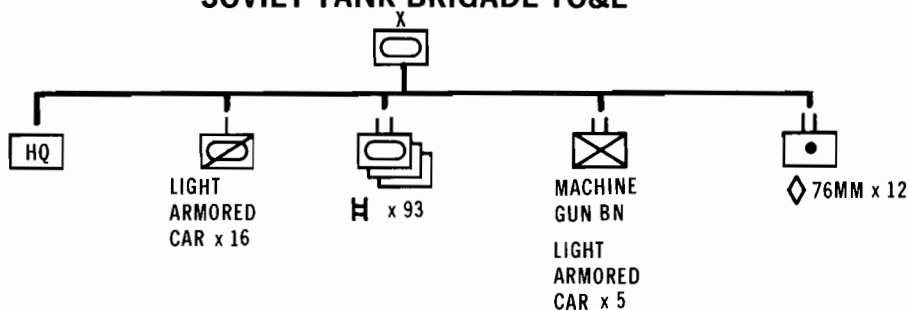 SOVIET TANK BRIGADE TO&E
X
HQ
LIGHT
ARMORED
CAR x 16
x 93
MACHINE
GUN BN
LIGHT
ARMORED
CAR x 5
76MM x 12